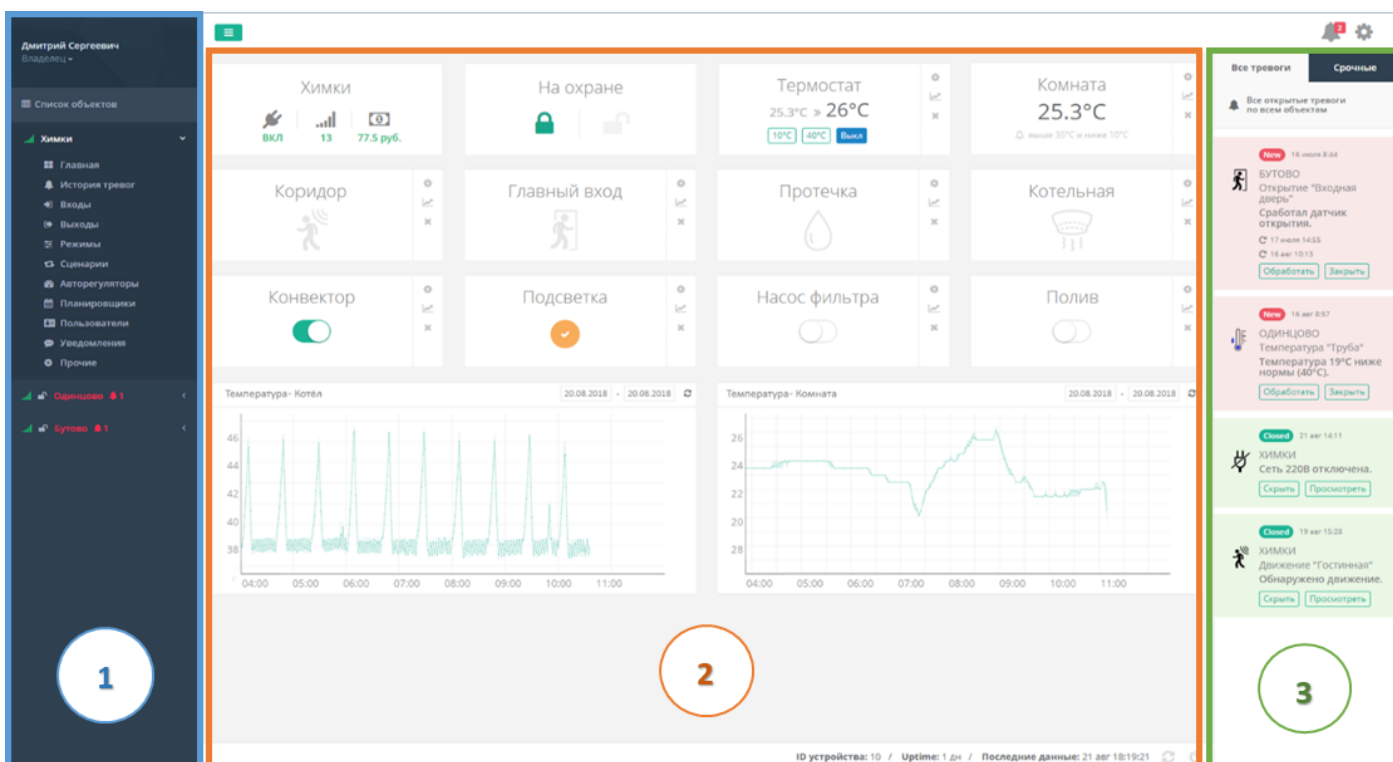 Дмитрий Сергеевич
Владелец
Список объектов
Химки
Главная
История тревог
Входы
Выходы
Режимы
Сценарии
Авторегуляторы
Планировщики
Пользователи
Уведомления
Прочие
Одинцово 1
Бутово 1
1
2
Химки
ВКЛ 13 77.5 руб.
На охране
Термостат
25.3°C » 26°C
10°C 40°C Выкл
Комната
25.3°C
выше 35°C и ниже 10°C
Коридор
Главный вход
Протечка
Котельная
Конвектор
Подсветка
Насос фильтра
Полив
Температура- Котёл 20.08.2018 - 20.08.2018
46
44
42
40
38
04:00 05:00 06:00 07:00 08:00 09:00 10:00 11:00
Температура- Комната 20.08.2018 - 20.08.2018
26
24
22
20
28
04:00 05:00 06:00 07:00 08:00 09:00 10:00 11:00
2
ID устройства: 10 / Uptime: 1 дн / Последние данные: 21 авг 18:19:21
Все тревоги Срочные
Все открытые тревоги
по всем объектам
New 16 июля 8:44
БУТОВО
Открытие "Входная
дверь"
Сработал датчик
открытия.
17 июля 14:55
16 авг 10:13
Обработать Закрыть
New 16 авг 8:57
ОДИНЦОВО
Температура "Труба"
Температура 19°C ниже
нормы (40°C).
Обработать Закрыть
Closed 21 авг 14:11
ХИМКИ
Сеть 220В отключена.
Скрыть Просмотреть
Closed 19 авг 15:28
ХИМКИ
Движение "Гостинная"
Обнаружено движение.
Скрыть Просмотреть
3